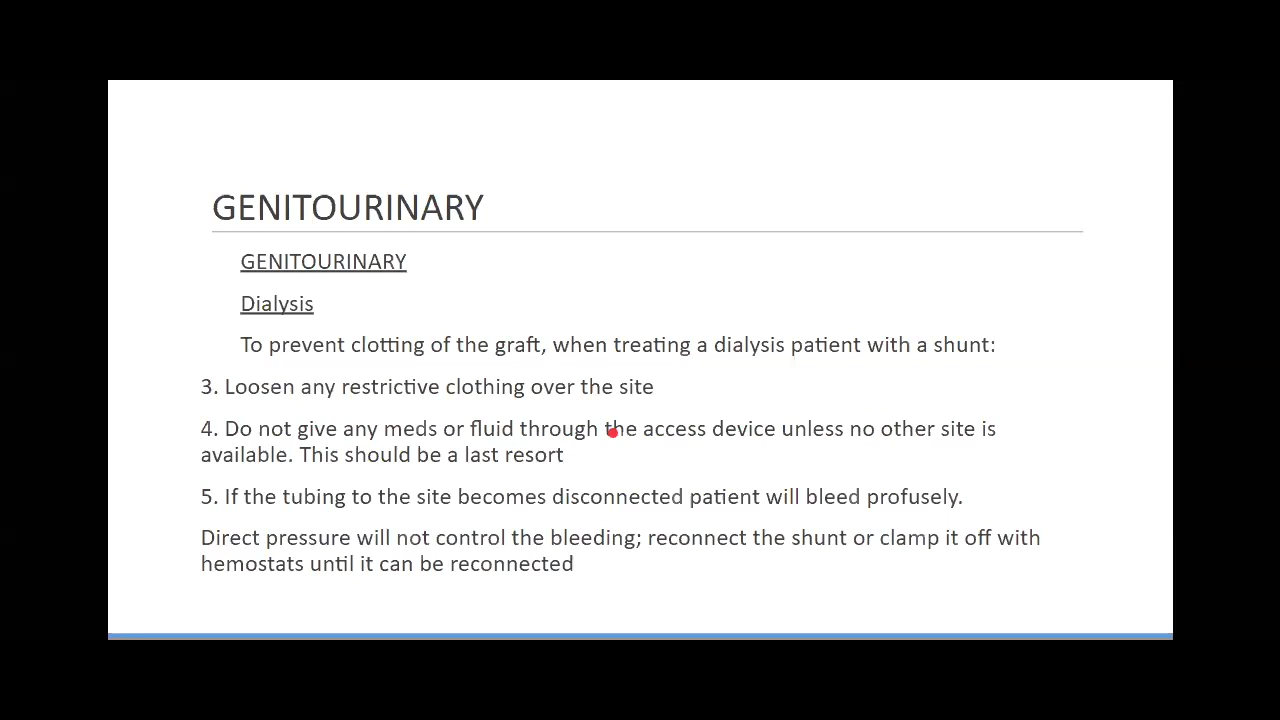 GENITOURINARY
GENITOURINARY
Dialysis
To prevent clotting of the graft, when treating a dialysis patient with a shunt:
3. Loosen any restrictive clothing over the site
4. Do not give any meds or fluid through the access device unless no other site is
available. This should be a last resort
5. If the tubing to the site becomes disconnected patient will bleed profusely.
Direct pressure will not control the bleeding; reconnect the shunt or clamp it off with
hemostats until it can be reconnected